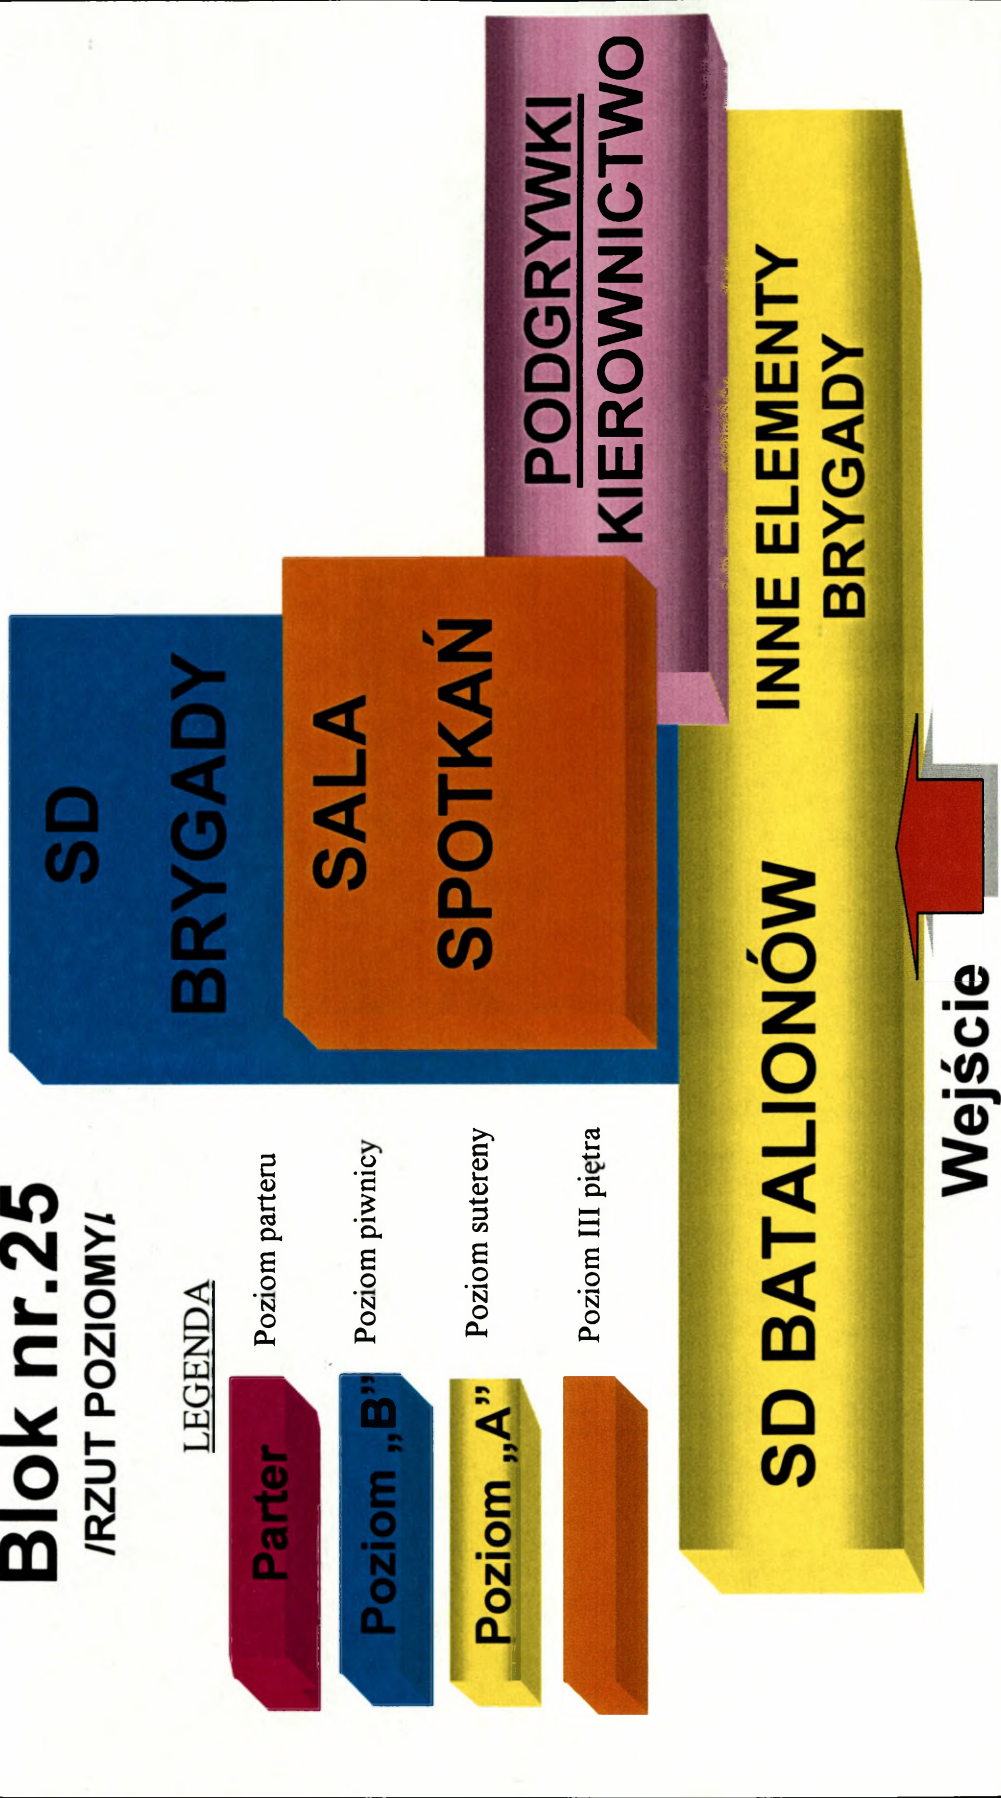 Blok nr.25
/RZUT POZIOMY/
LEGENDA
Parter
Poziom parteru
Poziom „B”
Poziom piwnicy
Poziom „A”
Poziom sutereny
Poziom III piętra
SD
BRYGADY
SALA
SPOTKAŃ
PODGRYWKI
KIEROWNICTWO
SD BATALIONÓW
INNE ELEMENTY
BRYGADY
Wejście